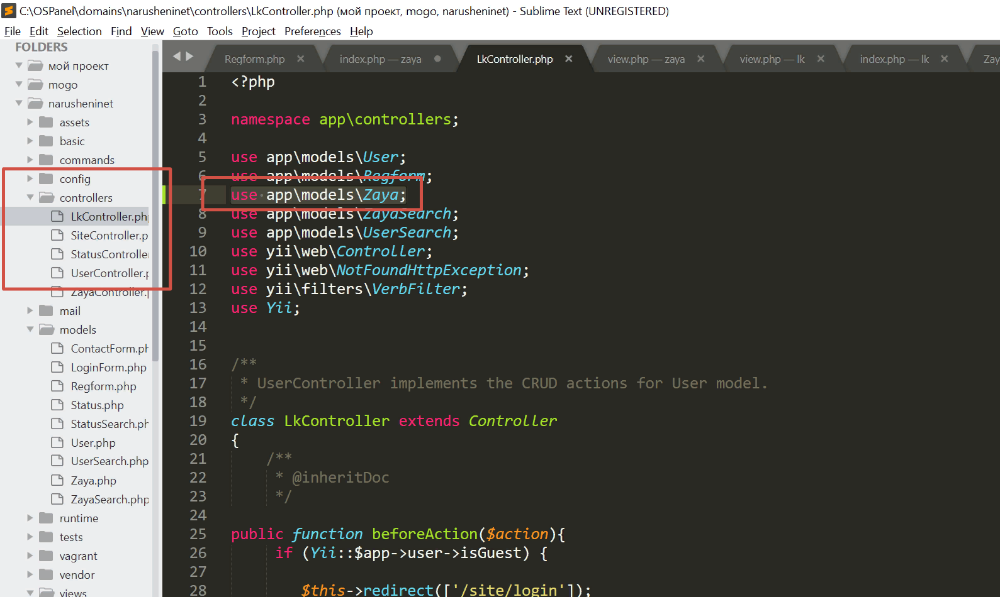 C:\OSPanel\domains\narusheninet\controllers\LkController.php (мой проект, mogo, narusheninet) - Sublime Text (UNREGISTERED)
File Edit Selection Find View Goto Tools Project Preferences Help
FOLDERS
мой проект
mogo
narusheninet
assets
basic
commands
config
controllers
LkController.ph
SiteController.p
StatusController
UserController.p
ZayaController.p
mail
models
ContactForm.ph
LoginForm.php
Regform.php
Status.php
StatusSearch.ph
User.php
UserSearch.php
Zaya.php
ZayaSearch.php
runtime
tests
vagrant
vendor
views
Regform.php × index.php — zaya ● LkController.php × view.php — zaya × view.php — lk × index.php — lk × Zay
1 <?php
2
3 namespace app\controllers;
4
5 use app\models\User;
6 use app\models\Regform;
7 use app\models\Zaya;
8 use app\models\ZayaSearch;
9 use app\models\UserSearch;
10 use yii\web\Controller;
11 use yii\web\NotFoundHttpException;
12 use yii\filters\VerbFilter;
13 use Yii;
14
15
16 /**
17 * UserController implements the CRUD actions for User model.
18 */
19 class LkController extends Controller
20 {
21 /**
22 * @inheritDoc
23 */
24
25 public function beforeAction($action){
26 if (Yii::$app->user->isGuest) {
27
28 $this->redirect(['/site/login']);